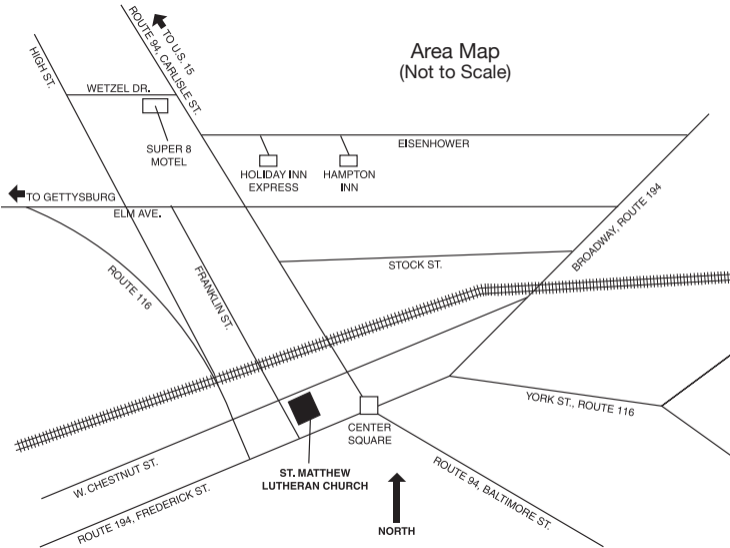 Area Map
(Not to Scale)
TO U.S. 15
ROUTE 94, CARLISLE ST.
HIGH ST.
WETZEL DR.
SUPER 8
MOTEL
EISENHOWER
HOLIDAY INN
EXPRESS
HAMPTON
INN
TO GETTYSBURG
ELM AVE.
BROADWAY, ROUTE 194
STOCK ST.
ROUTE 116
FRANKLIN ST.
YORK ST., ROUTE 116
CENTER
SQUARE
W. CHESTNUT ST.
ST. MATTHEW
LUTHERAN CHURCH
ROUTE 94, BALTIMORE ST.
ROUTE 194, FREDERICK ST.
NORTH